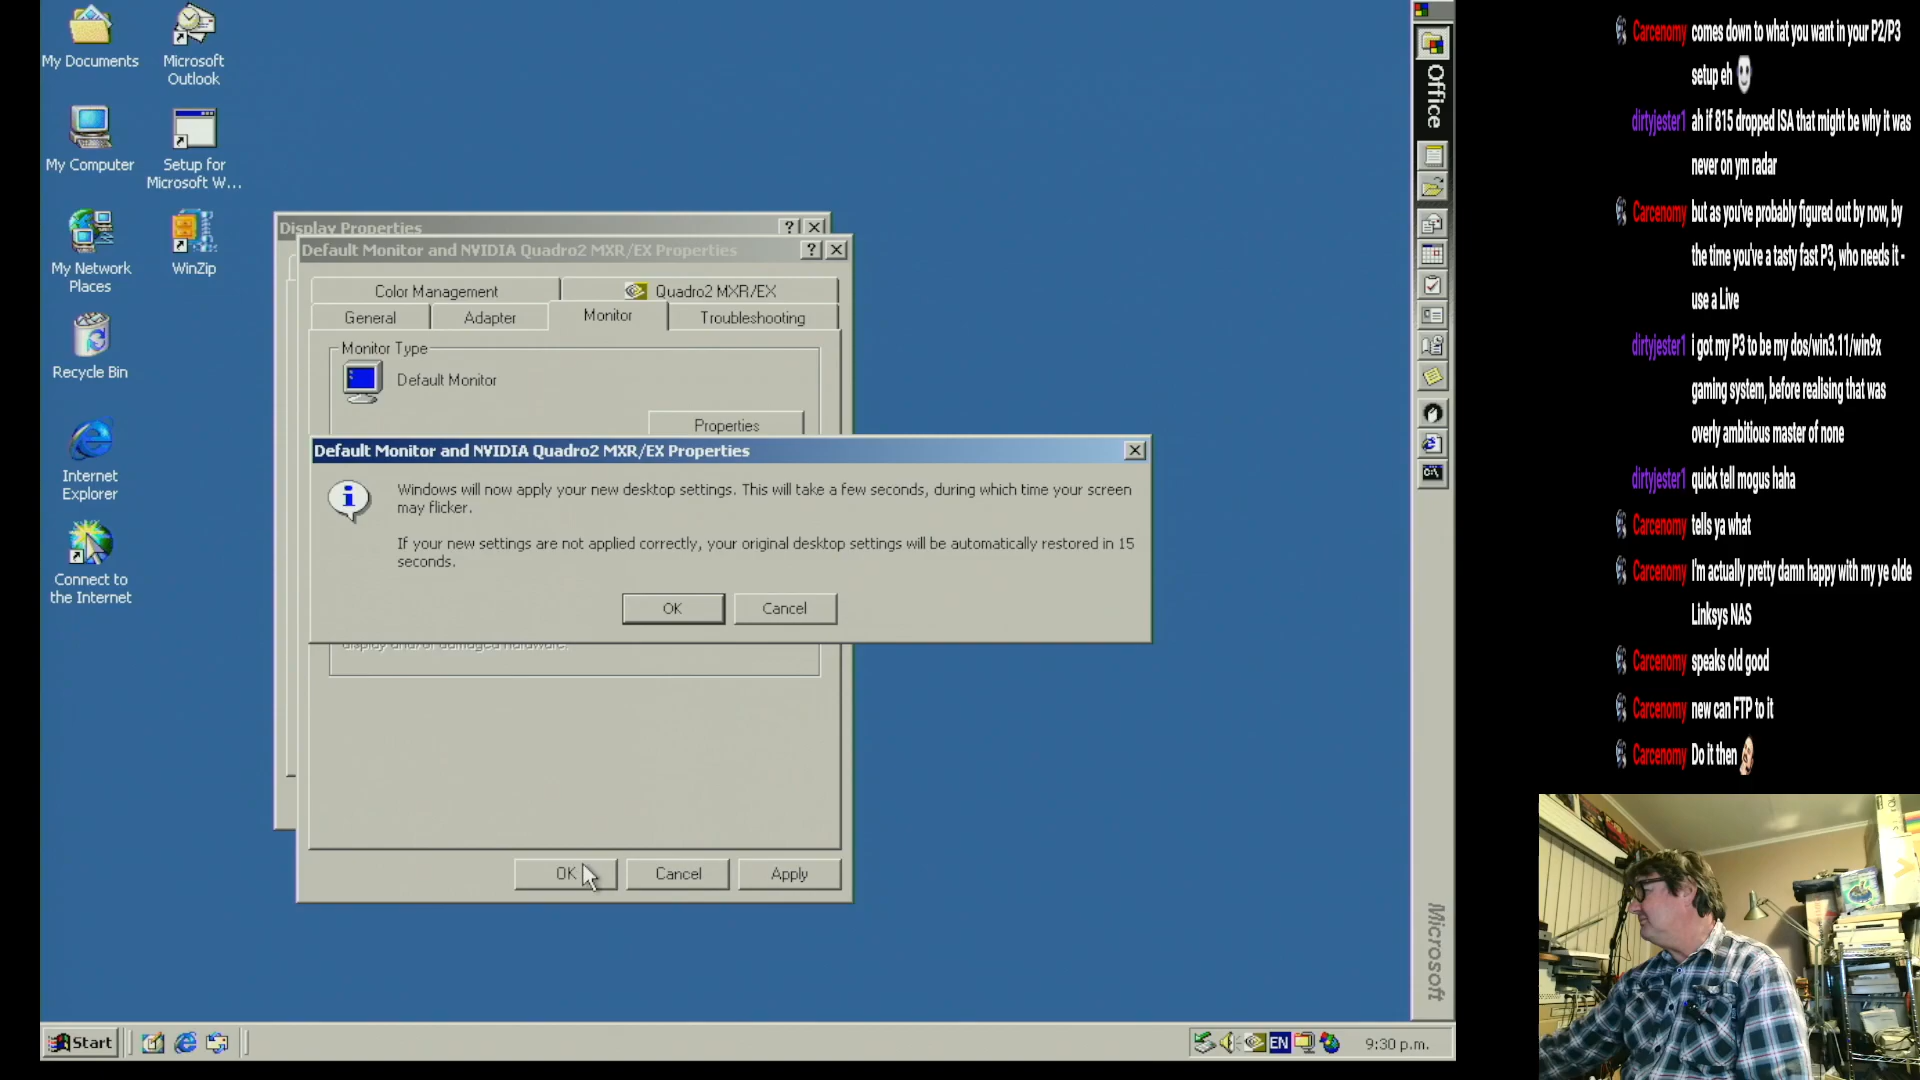 My Documents
Microsoft
Outlook
My Computer
Setup for
Microsoft W...
My Network
Places
WinZip
Recycle Bin
Internet
Explorer
Connect to
the Internet
Display Properties
Default Monitor and NVIDIA Quadro2 MXR/EX Properties
Color Management
Quadro2 MXR/EX
General
Adapter
Monitor
Troubleshooting
Monitor Type
Default Monitor
Properties
Default Monitor and NVIDIA Quadro2 MXR/EX Properties
Windows will now apply your new desktop settings. This will take a few seconds, during which time your screen
may flicker.
If your new settings are not applied correctly, your original desktop settings will be automatically restored in 15
seconds.
OK
Cancel
display and/or damaged hardware.
OK
Cancel
Apply
Office
Microsoft
Start
EN
9:30 p.m.
Carcenomy comes down to what you want in your P2/P3
setup eh
dirtyjester1 ah if 815 dropped ISA that might be why it was
never on ym radar
Carcenomy but as you've probably figured out by now, by
the time you've a tasty fast P3, who needs it -
use a Live
dirtyjester1 i got my P3 to be my dos/win3.11/win9x
gaming system, before realising that was
overly ambitious master of none
dirtyjester1 quick tell mogus haha
Carcenomy tells ya what
Carcenomy I'm actually pretty damn happy with my ye olde
Linksys NAS
Carcenomy speaks old good
Carcenomy new can FTP to it
Carcenomy Do it then